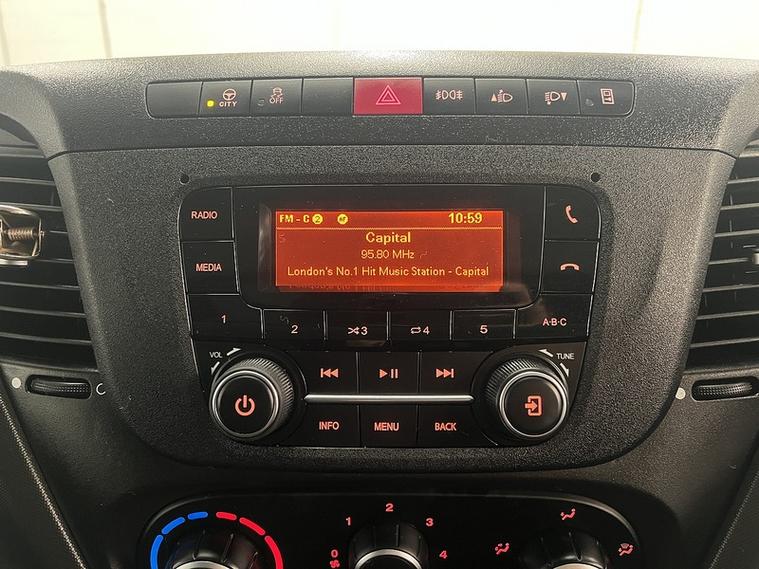 CITY
OFF
FM - C 2 AF 10:59
Capital
95.80 MHz
London's No.1 Hit Music Station - Capital
RADIO
MEDIA
1 2 3 4 5 A·B·C
VOL TUNE
INFO MENU BACK
0 1 2 3 4